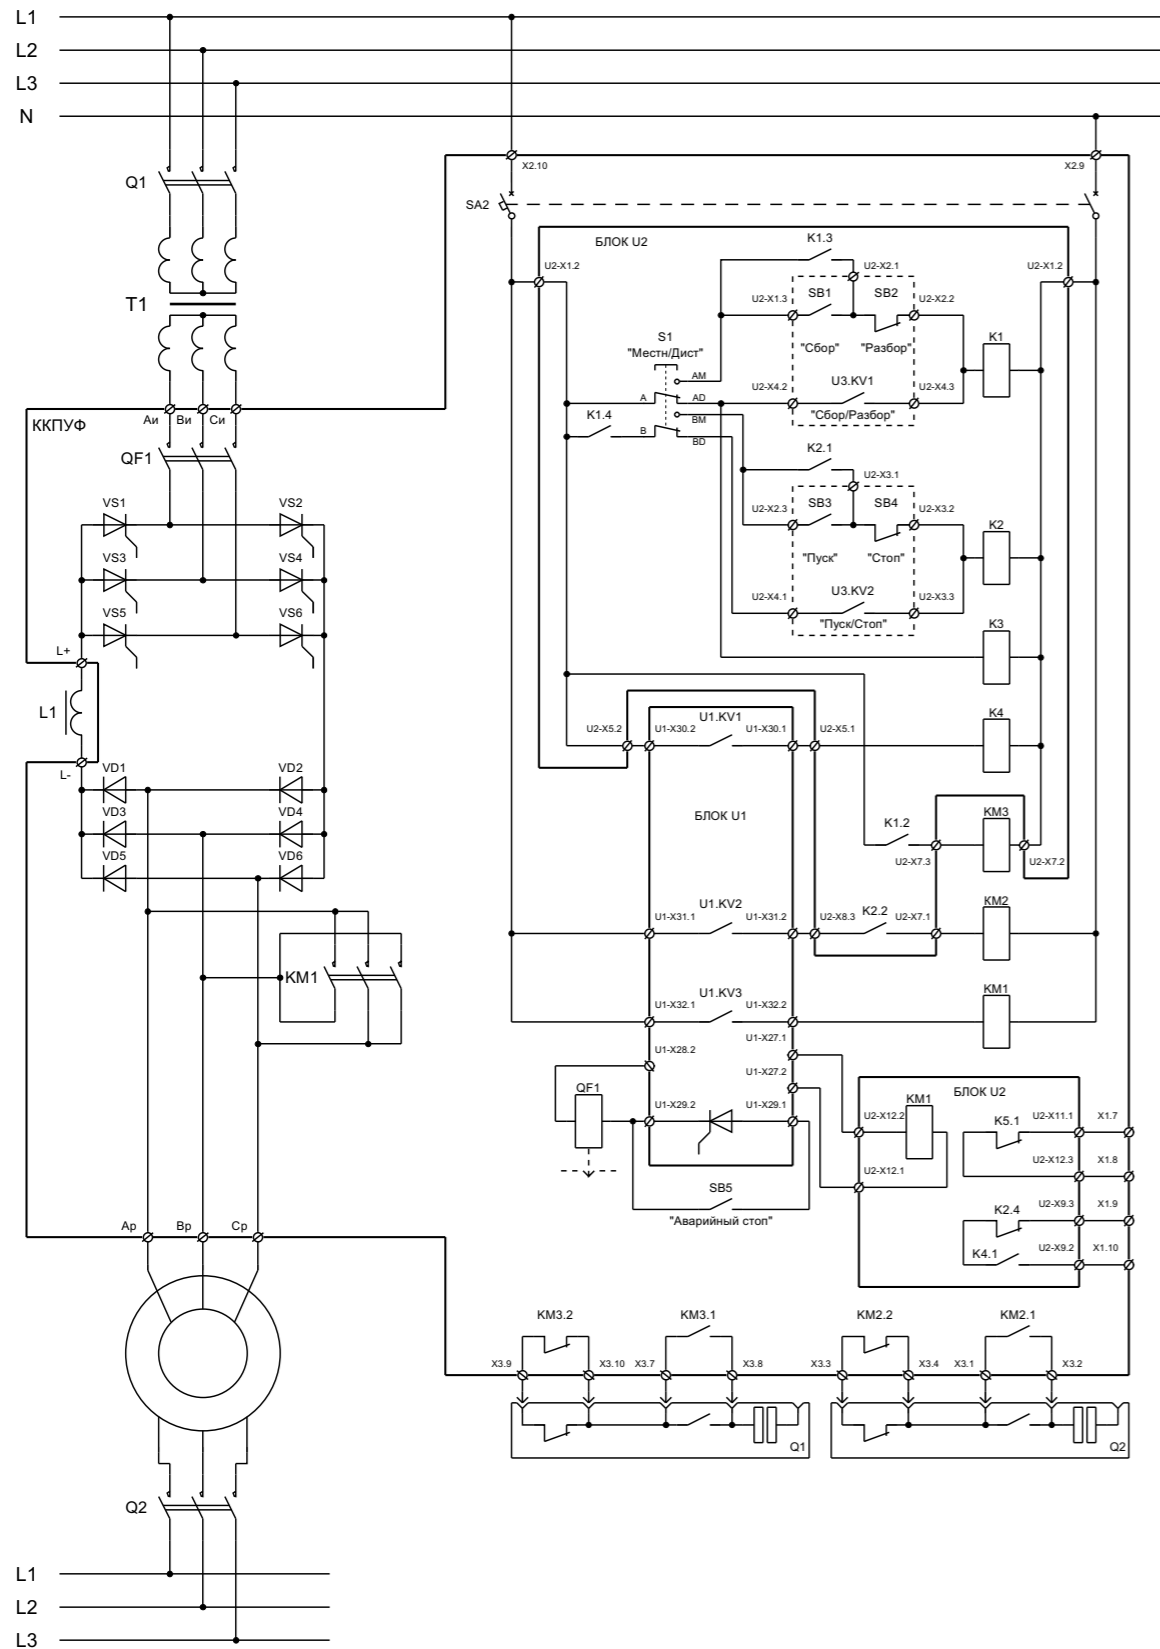 L1
L2
L3
N
X2.10
X2.9
Q1
SA2
БЛОК U2
K1.3
U2-X1.2
U2-X2.1
U2-X1.2
U2-X1.3
SB1
SB2
U2-X2.2
T1
S1
"Местн/Дист"
"Сбор"
"Разбор"
K1
AM
U2-X4.2
U3.KV1
U2-X4.3
A
AD
"Сбор/Разбор"
K1.4
BM
B
BD
Aи
Bи
Cи
ККПУФ
QF1
K2.1
U2-X3.1
VS1
VS2
U2-X2.3
SB3
SB4
U2-X3.2
K2
VS3
VS4
"Пуск"
"Стоп"
U2-X4.1
U3.KV2
U2-X3.3
VS5
VS6
"Пуск/Стоп"
K3
L+
L1
U1.KV1
K4
U2-X5.2
U1-X30.2
U1-X30.1
U2-X5.1
L-
VD1
VD2
VD3
VD4
БЛОК U1
K1.2
KM3
VD5
VD6
U2-X7.3
U2-X7.2
U1.KV2
KM2
U1-X31.1
U1-X31.2
U2-X8.3
K2.2
U2-X7.1
KM1
U1.KV3
KM1
U1-X32.1
U1-X32.2
U1-X27.1
U1-X28.2
U1-X27.2
QF1
БЛОК U2
U1-X29.2
U1-X29.1
KM1
U2-X12.2
K5.1
U2-X11.1
X1.7
U2-X12.1
U2-X12.3
X1.8
SB5
"Аварийный стоп"
K2.4
U2-X9.3
X1.9
Aр
Bр
Cр
K4.1
U2-X9.2
X1.10
KM3.2
KM3.1
KM2.2
KM2.1
X3.9
X3.10
X3.7
X3.8
X3.3
X3.4
X3.1
X3.2
Q1
Q2
Q2
L1
L2
L3